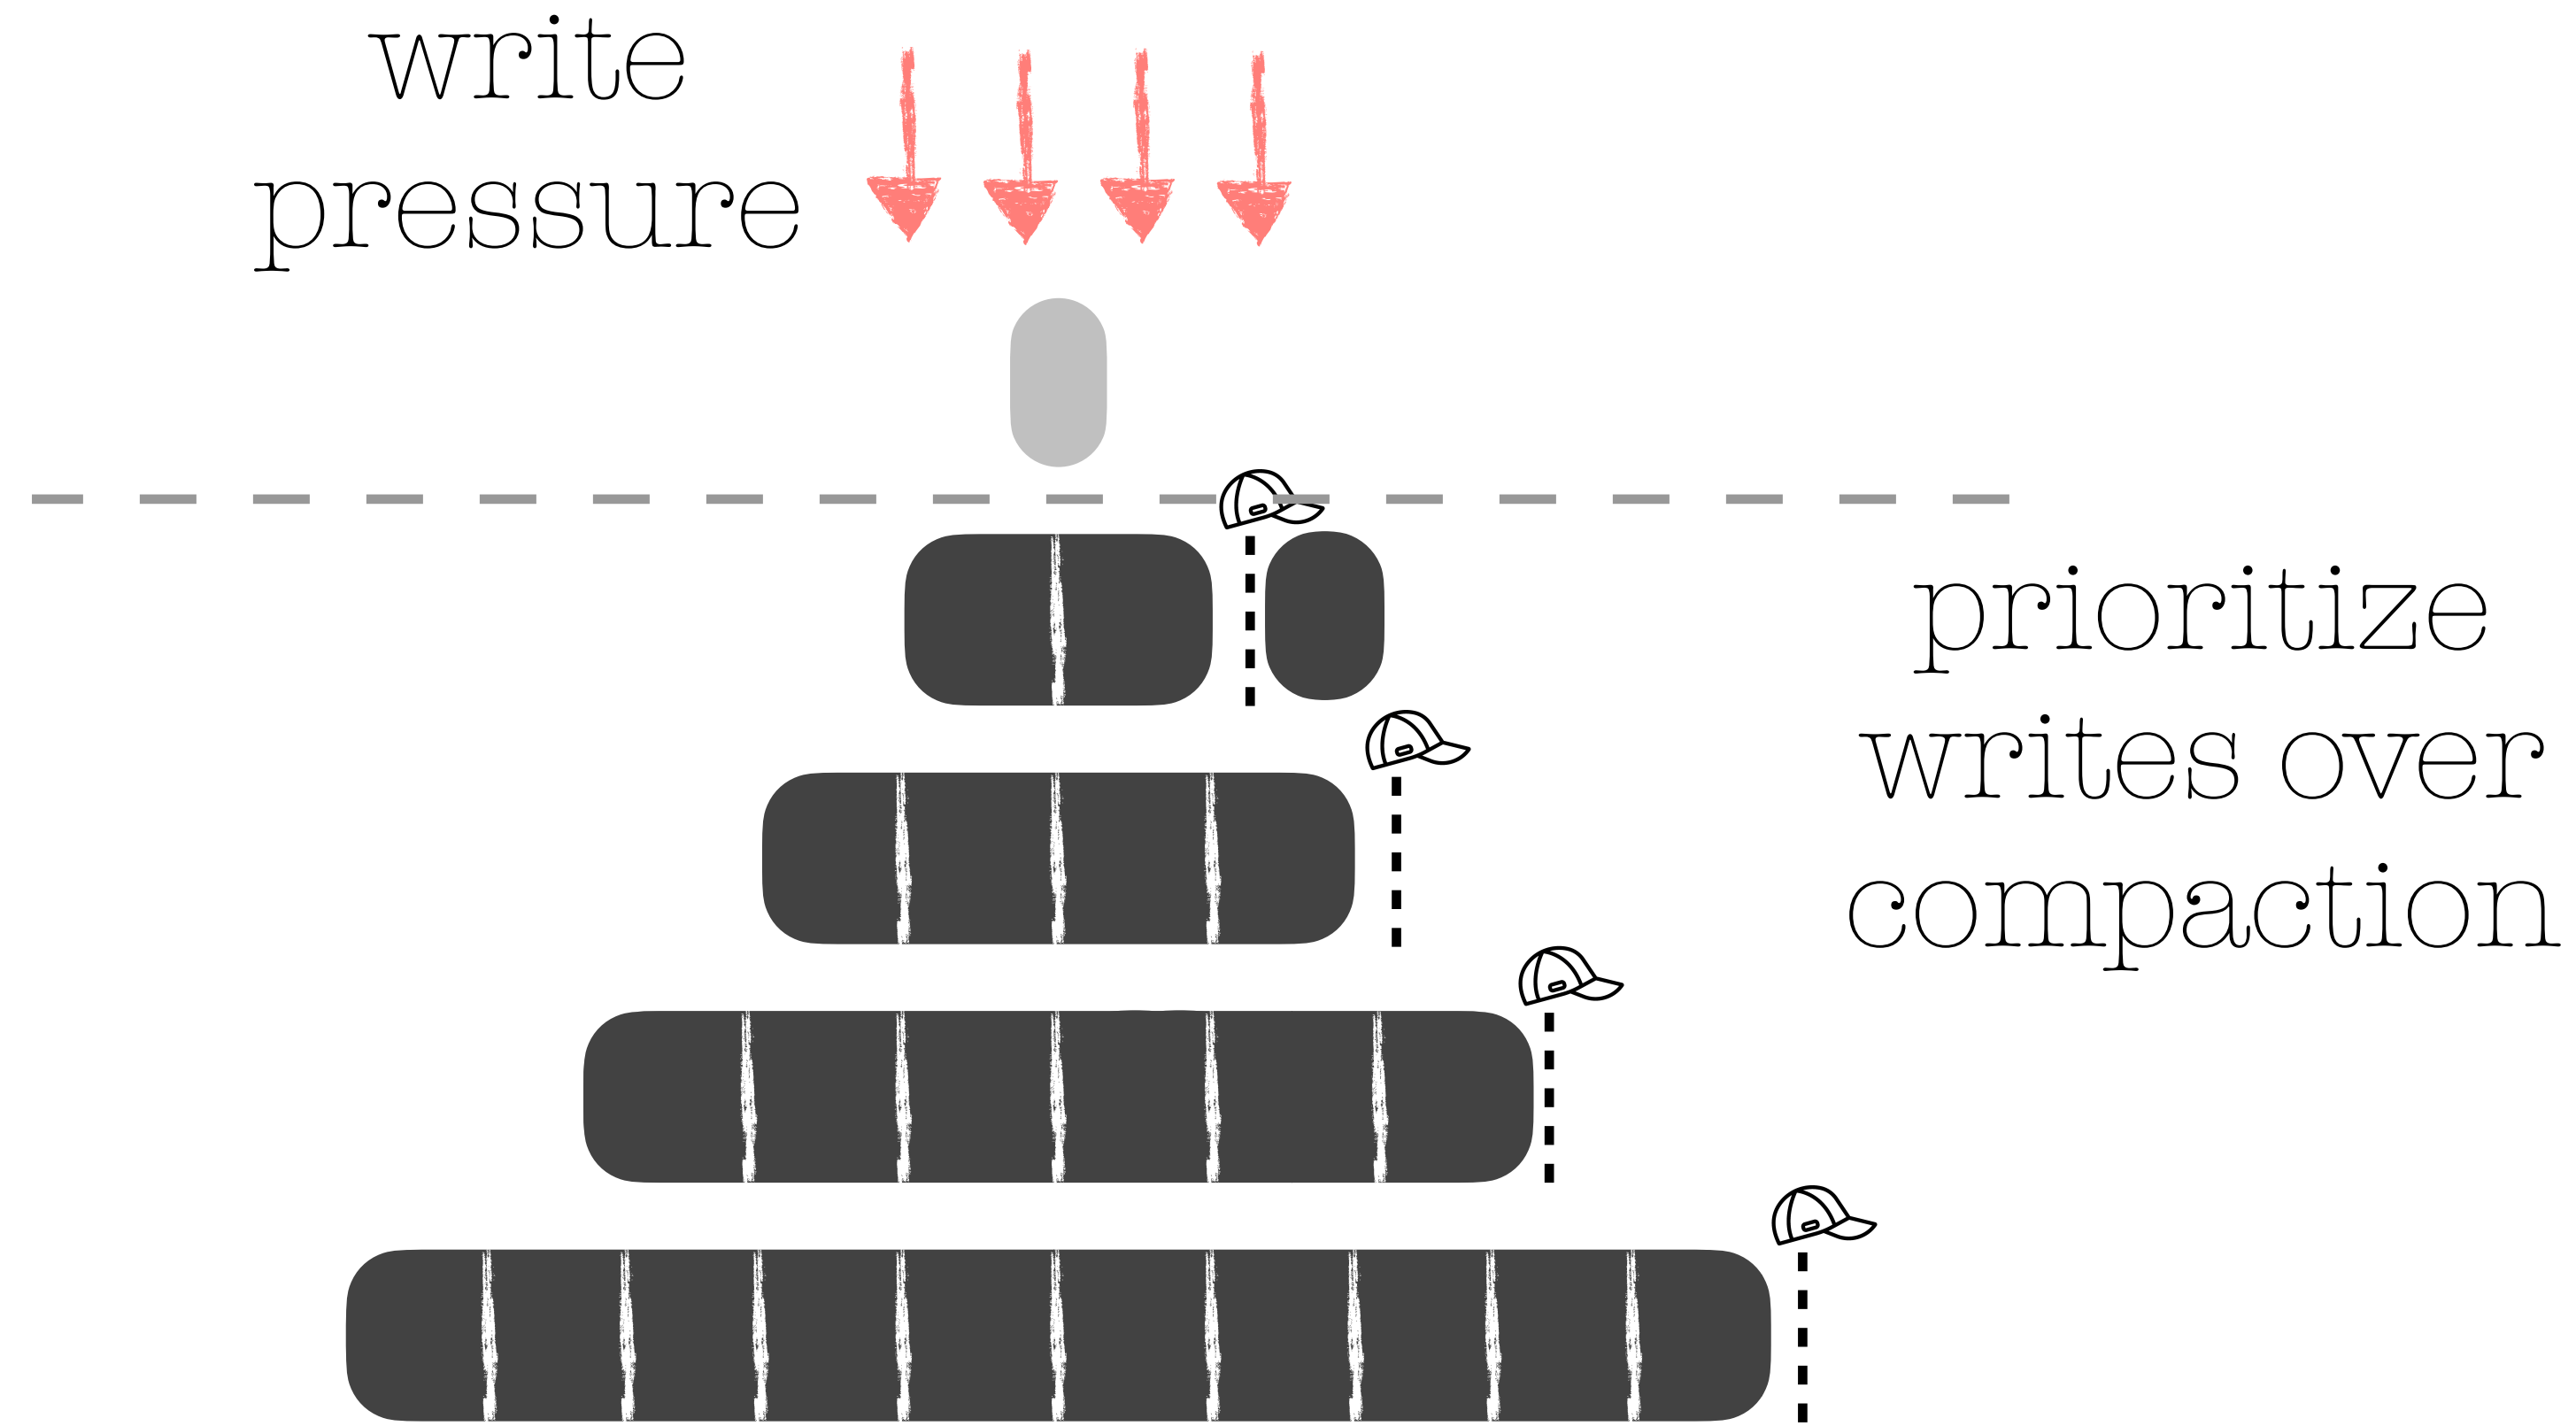 write
pressure
prioritize
writes over
compaction